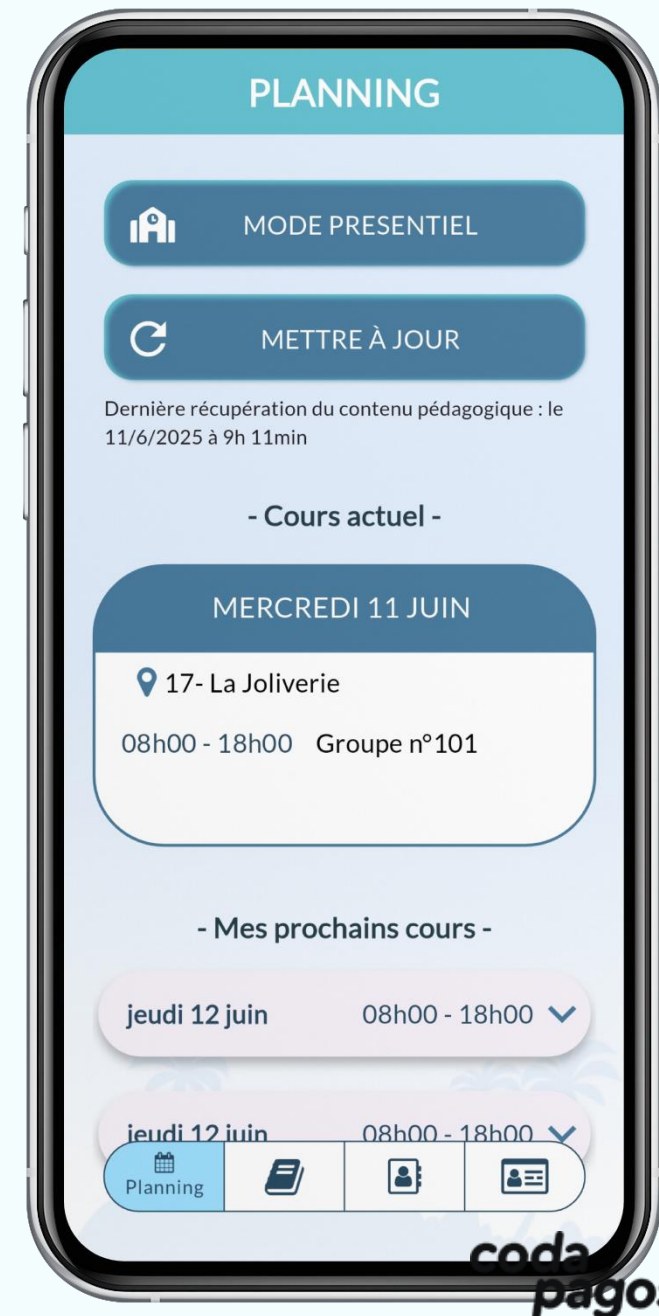 PLANNING
MODE PRESENTIEL
METTRE À JOUR
Dernière récupération du contenu pédagogique : le
11/6/2025 à 9h 11min
- Cours actuel -
MERCREDI 11 JUIN
17- La Joliverie
08h00 - 18h00 Groupe n°101
- Mes prochains cours -
jeudi 12 juin 08h00 - 18h00
jeudi 12 juin 08h00 - 18h00
Planning
coda
pagos